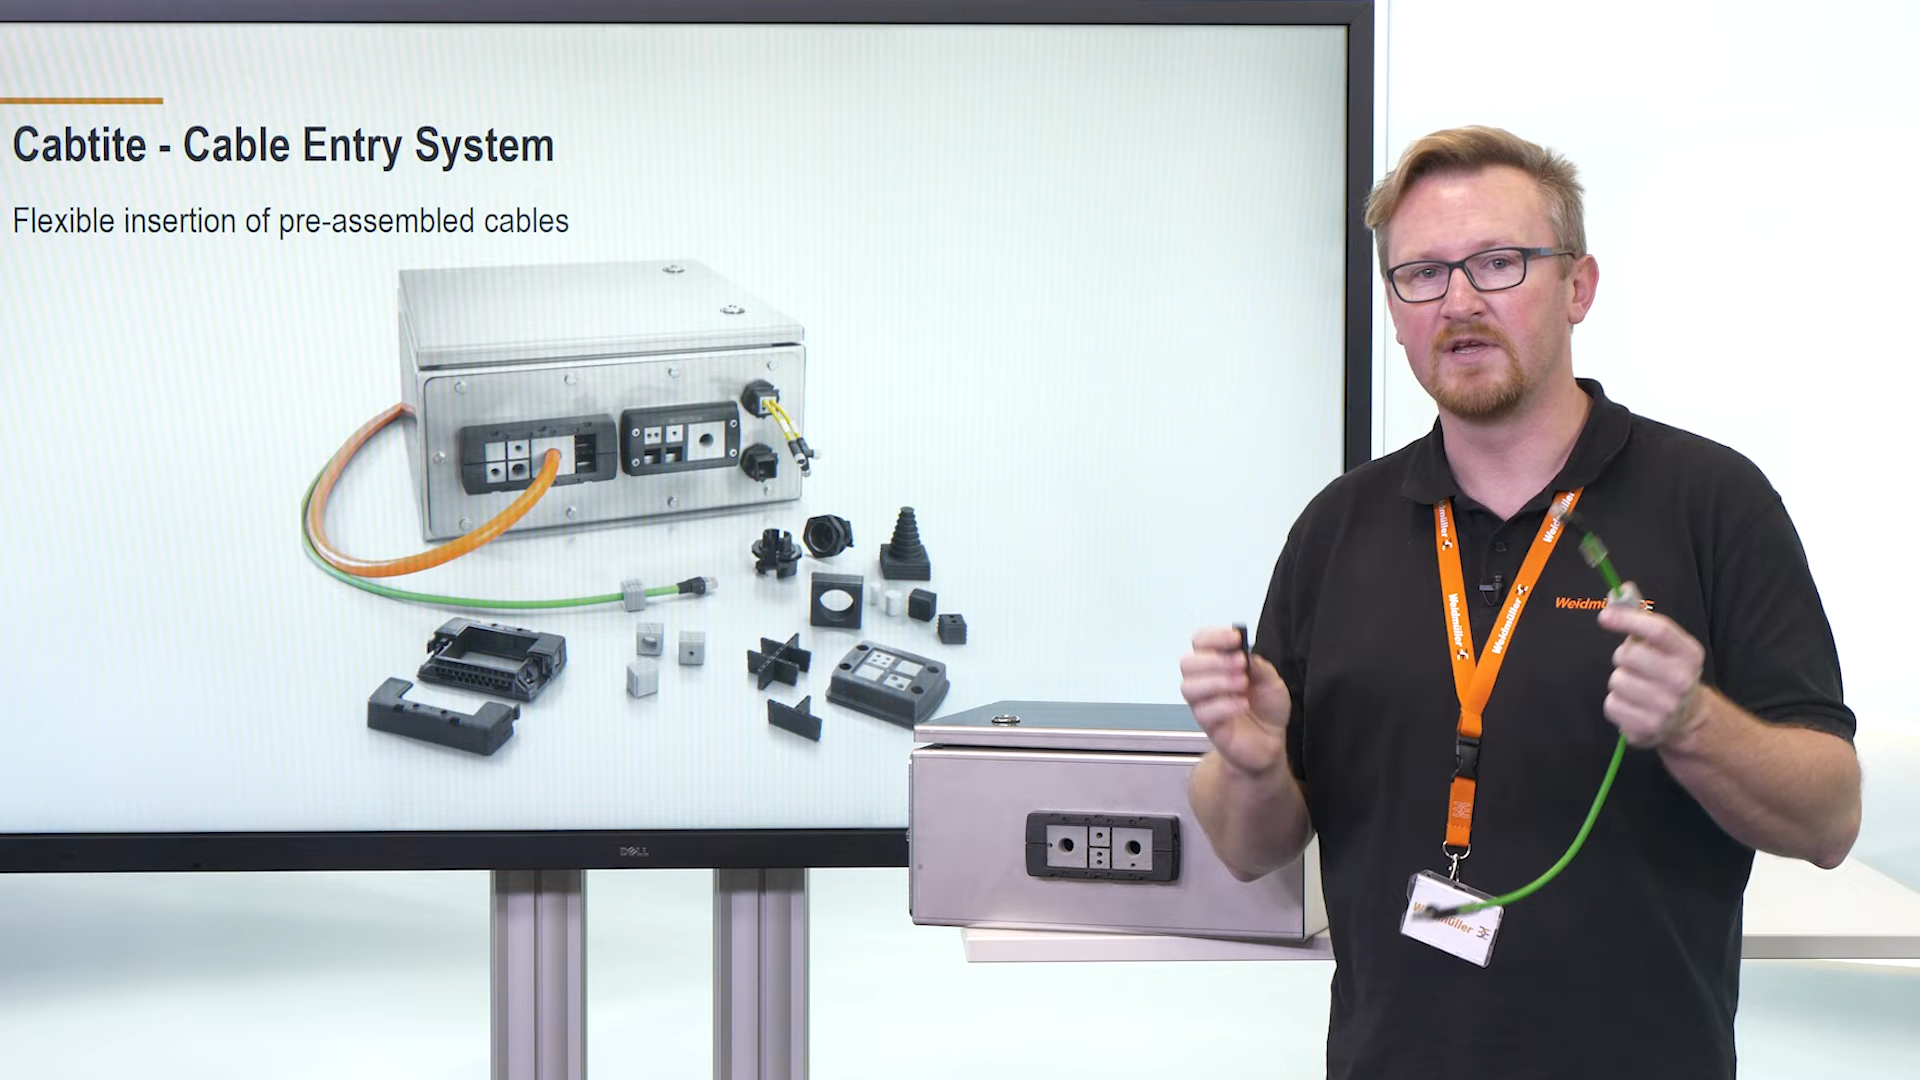 Cabtite - Cable Entry System
Flexible insertion of pre-assembled cables
DELL
Weidmüller
Weidmüller
Weidmüller